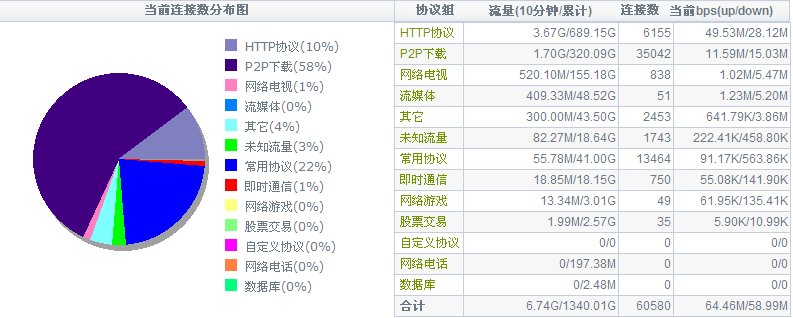 当前连接数分布图
HTTP协议(10%)
P2P下载(58%)
网络电视(1%)
流媒体(0%)
其它(4%)
未知流量(3%)
常用协议(22%)
即时通信(1%)
网络游戏(0%)
股票交易(0%)
自定义协议(0%)
网络电话(0%)
数据库(0%)
协议组 流量(10分钟/累计) 连接数 当前bps(up/down)
HTTP协议 3.67G/689.15G 6155 49.53M/28.12M
P2P下载 1.70G/320.09G 35042 11.59M/15.03M
网络电视 520.10M/155.18G 838 1.02M/5.47M
流媒体 409.33M/48.52G 51 1.23M/5.20M
其它 300.00M/43.50G 2453 641.79K/3.86M
未知流量 82.27M/18.64G 1743 222.41K/458.80K
常用协议 55.78M/41.00G 13464 91.17K/563.86K
即时通信 18.85M/18.15G 750 55.08K/141.90K
网络游戏 13.34M/3.01G 49 61.95K/135.41K
股票交易 1.99M/2.57G 35 5.90K/10.99K
自定义协议 0/0 0 0/0
网络电话 0/197.38M 0 0/0
数据库 0/2.48M 0 0/0
合计 6.74G/1340.01G 60580 64.46M/58.99M